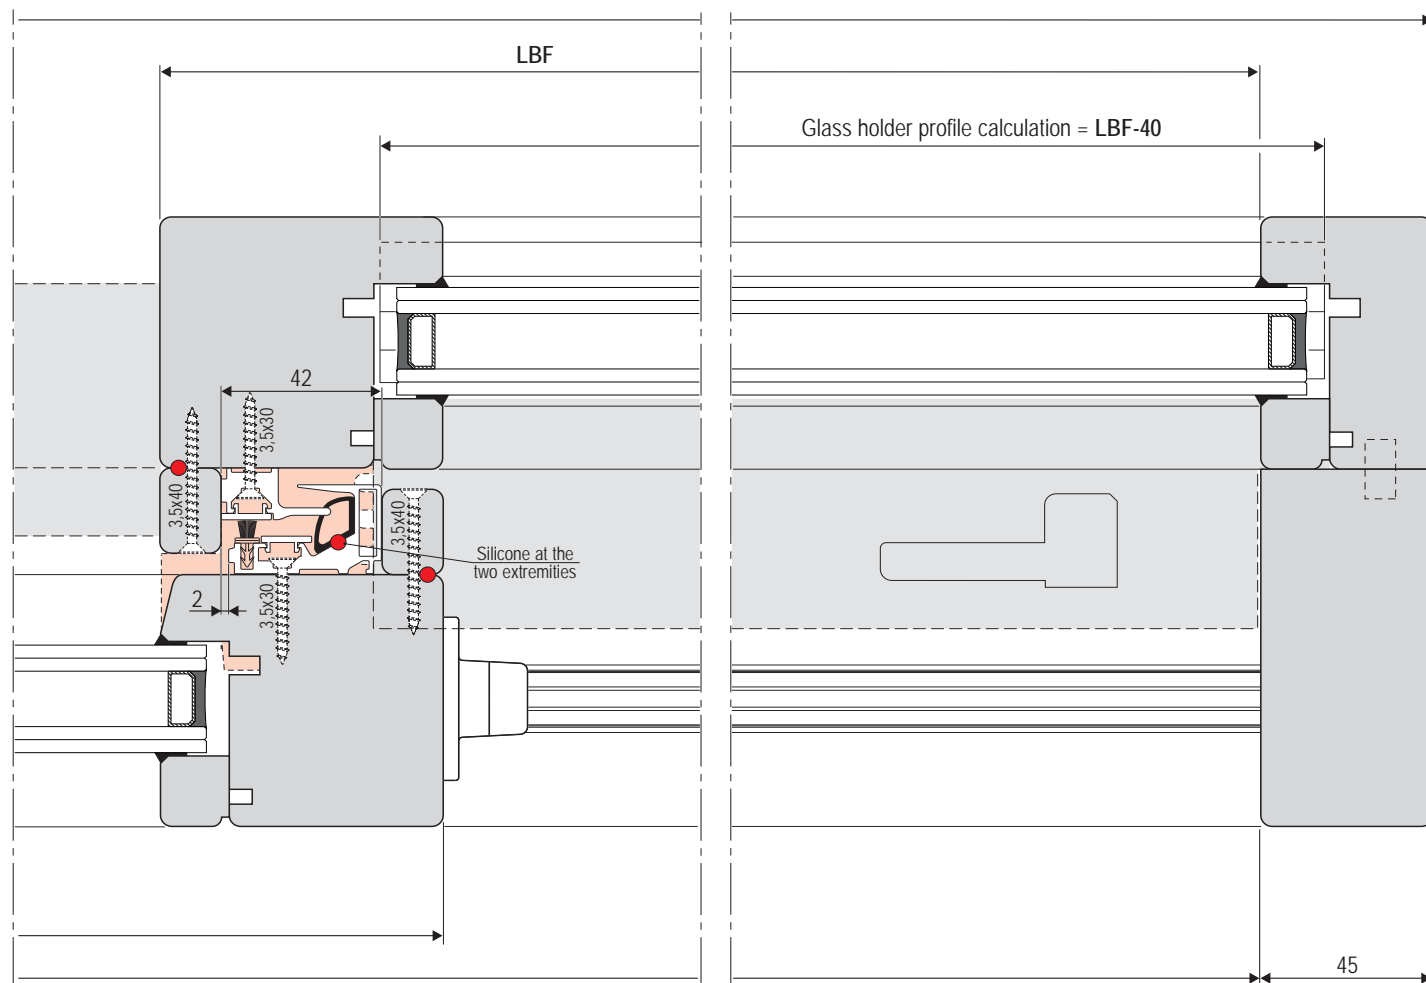 LBF
Glass holder profile calculation = LBF-40
42
3,5x30
3,5x40
3,5x40
Silicone at the
two extremities
2
3,5x30
45